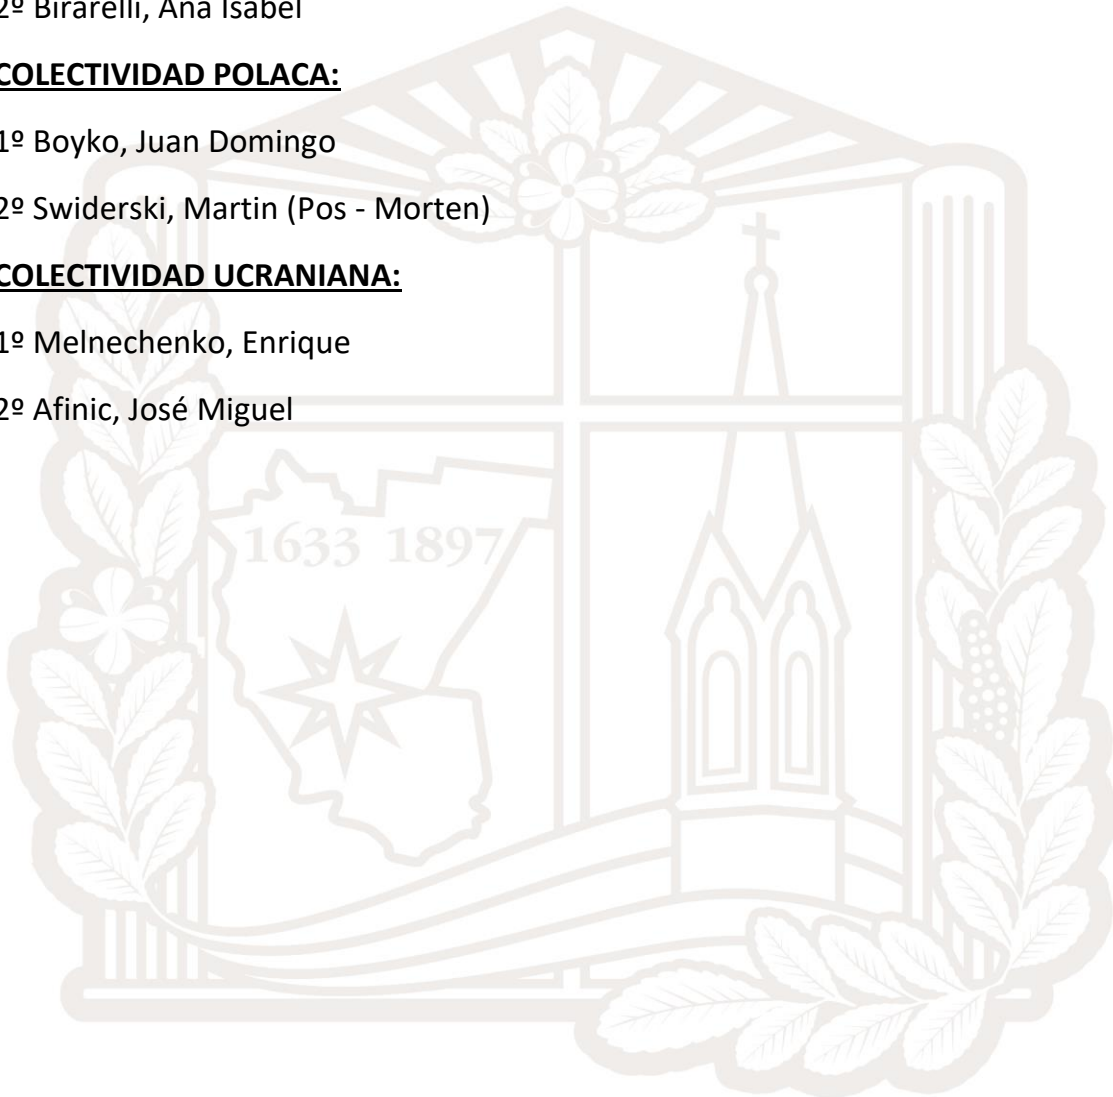 2º Birarelli, Ana Isabel
COLECTIVIDAD POLACA:
1º Boyko, Juan Domingo
2º Swiderski, Martin (Pos - Morten)
COLECTIVIDAD UCRANIANA:
1º Melnechenko, Enrique
2º Afinic, José Miguel
1633 1897